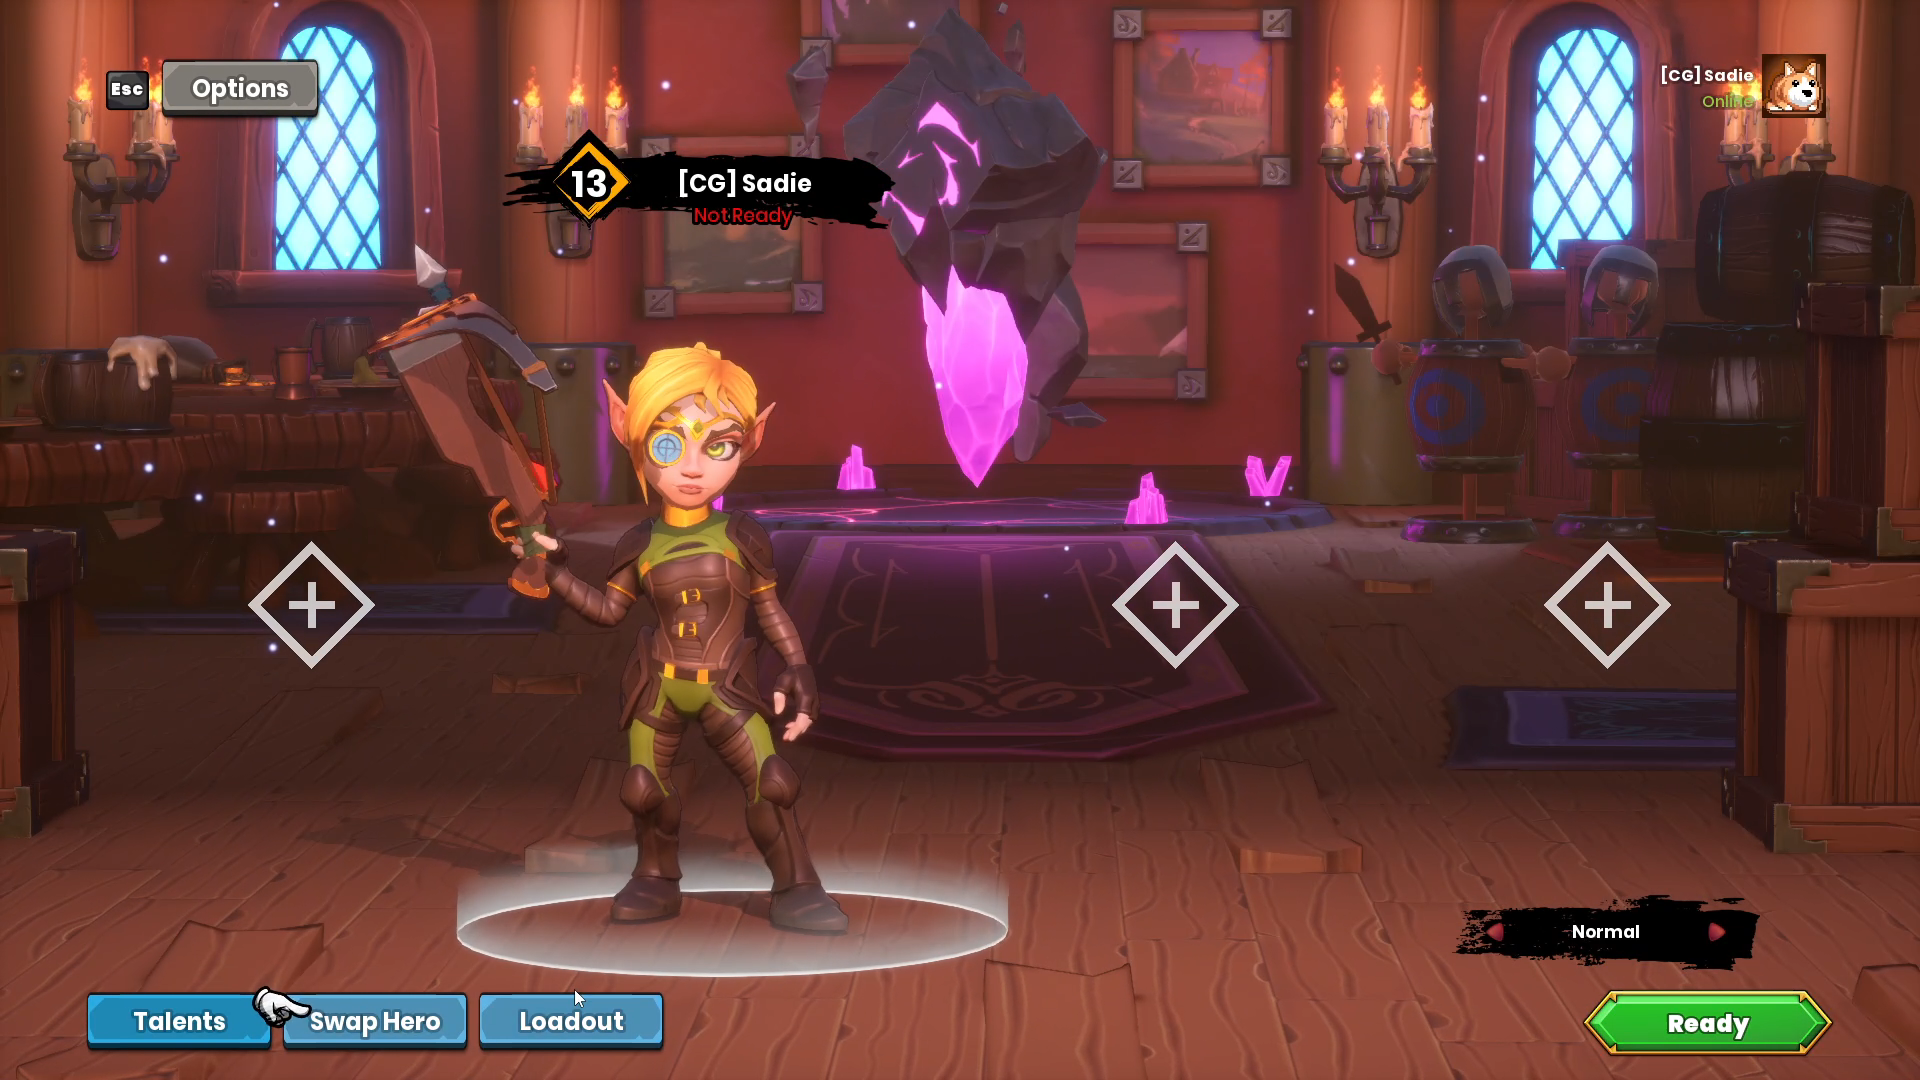 Esc
Options
[CG] Sadie
Online
13
[CG] Sadie
Not Ready
Normal
Talents
Swap Hero
Loadout
Ready